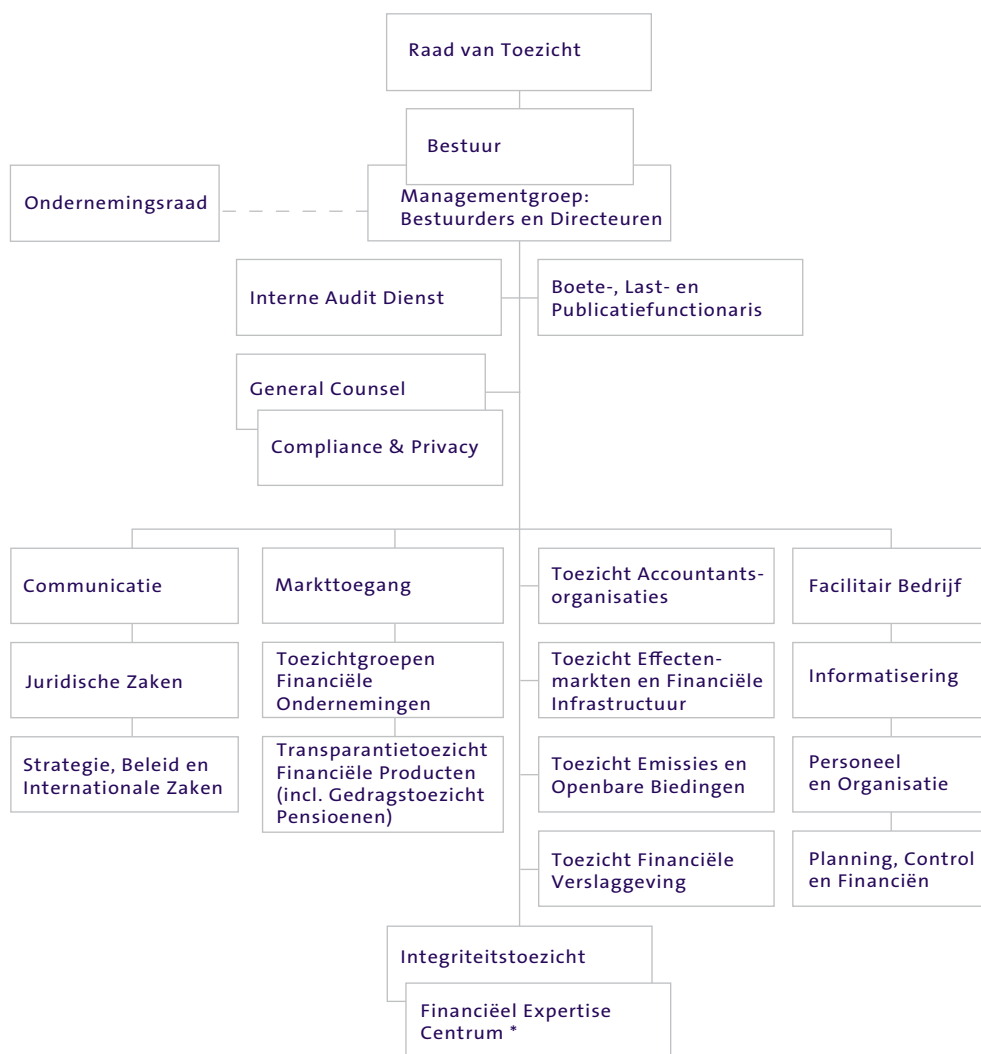 Raad van Toezicht
Bestuur
Ondernemingsraad
Managementgroep:
Bestuurders en Directeuren
Interne Audit Dienst
Boete-, Last- en
Publicatiefunctionaris
General Counsel
Compliance & Privacy
Communicatie
Juridische Zaken
Strategie, Beleid en
Internationale Zaken
Markttoegang
Toezichtgroepen
Financiële
Ondernemingen
Transparantietoezicht
Financiële Producten
(incl. Gedragstoezicht
Pensioenen)
Toezicht Accountants-
organisaties
Toezicht Effecten-
markten en Financiële
Infrastructuur
Toezicht Emissies en
Openbare Biedingen
Toezicht Financiële
Verslaggeving
Facilitair Bedrijf
Informatisering
Personeel
en Organisatie
Planning, Control
en Financiën
Integriteitstoezicht
Financiëel Expertise
Centrum *